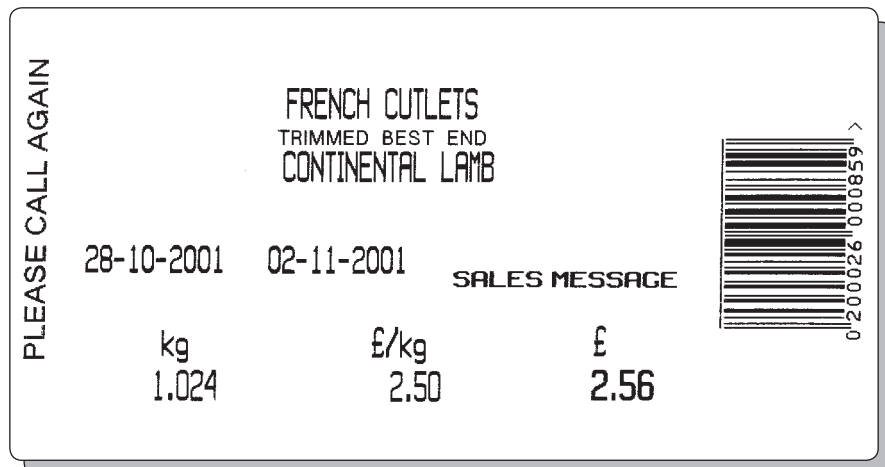 PLEASE CALL AGAIN
FRENCH CUTLETS
TRIMMED BEST END
CONTINENTAL LAMB
28-10-2001 02-11-2001 SALES MESSAGE
kg £/kg £
1.024 2.50 2.56
0 200026 000859 >